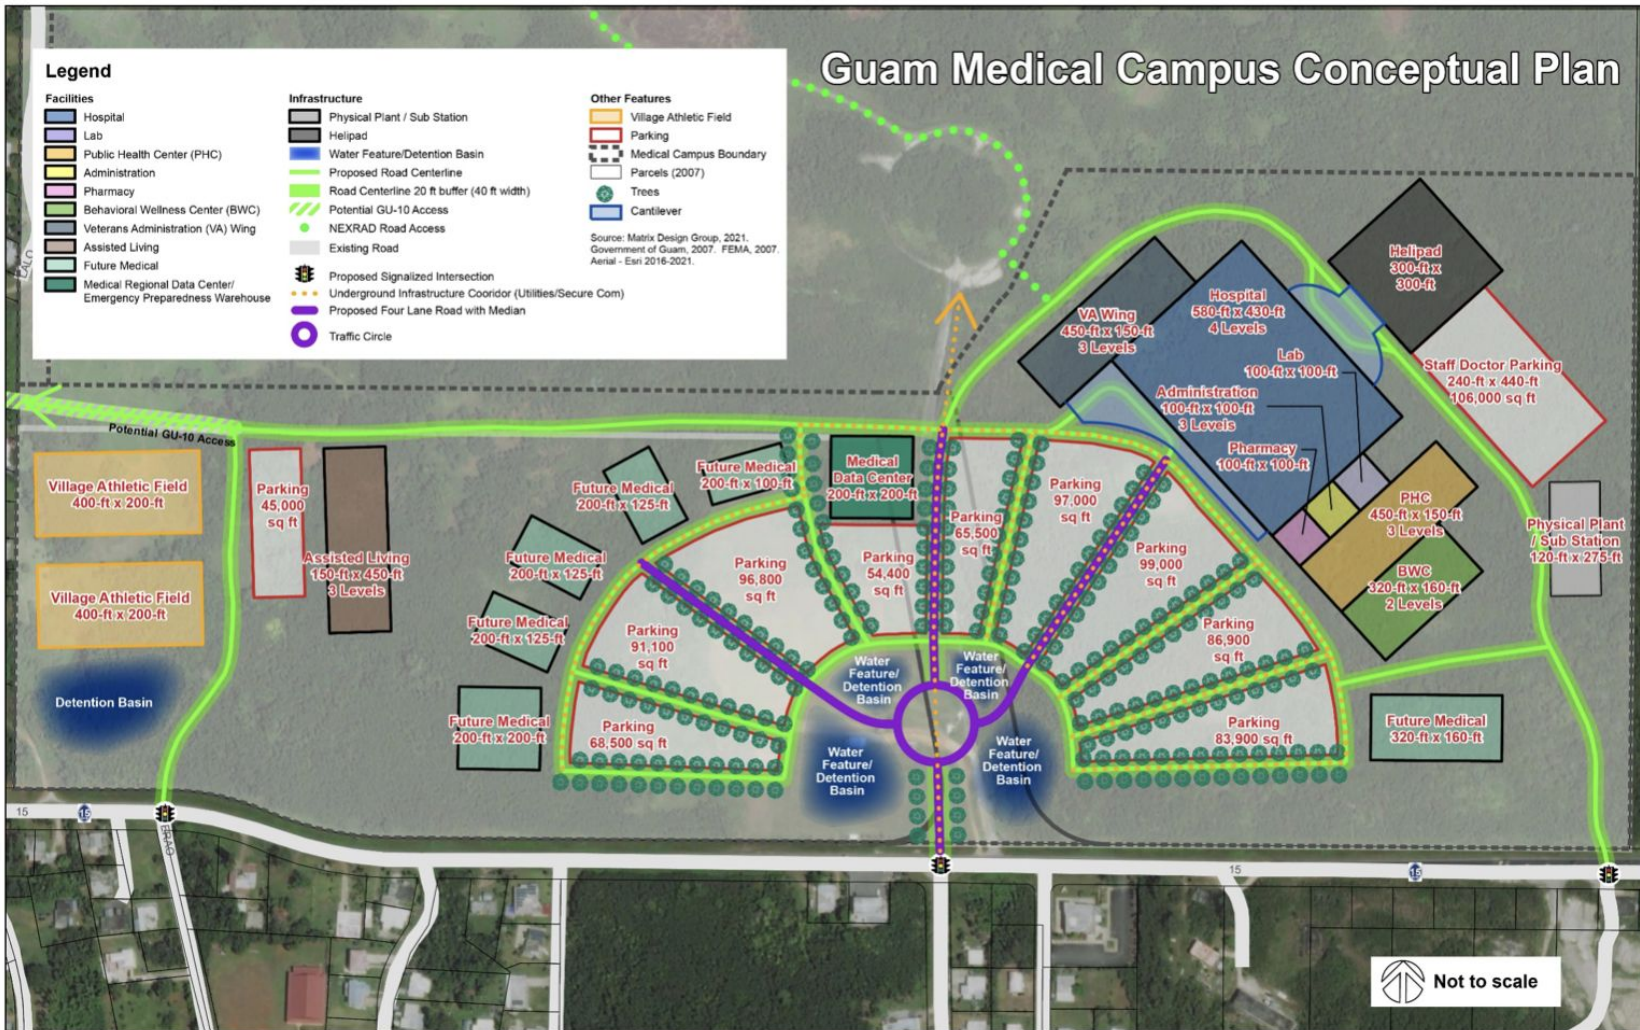 Guam Medical Campus Conceptual Plan
Legend
Facilities
Hospital
Lab
Public Health Center (PHC)
Administration
Pharmacy
Behavioral Wellness Center (BWC)
Veterans Administration (VA) Wing
Assisted Living
Future Medical
Medical Regional Data Center/
Emergency Preparedness Warehouse
Infrastructure
Physical Plant / Sub Station
Helipad
Water Feature/Detention Basin
Proposed Road Centerline
Road Centerline 20 ft buffer (40 ft width)
Potential GU-10 Access
NEXRAD Road Access
Existing Road
Proposed Signalized Intersection
Underground Infrastructure Cooridor (Utilities/Secure Com)
Proposed Four Lane Road with Median
Traffic Circle
Other Features
Village Athletic Field
Parking
Medical Campus Boundary
Parcels (2007)
Trees
Cantilever
Source: Matrix Design Group, 2021.
Government of Guam, 2007. FEMA, 2007.
Aerial - Esri 2016-2021.
LALO
Helipad
300-ft x
300-ft
Hospital
580-ft x 430-ft
4 Levels
VA Wing
450-ft x 150-ft
3 Levels
Lab
100-ft x 100-ft
Staff Doctor Parking
240-ft x 440-ft
106,000 sq ft
Administration
100-ft x 100-ft
3 Levels
Pharmacy
100-ft x 100-ft
Potential GU-10 Access
Village Athletic Field
400-ft x 200-ft
Parking
45,000
sq ft
Assisted Living
150-ft x 450-ft
3 Levels
Village Athletic Field
400-ft x 200-ft
Detention Basin
Future Medical
200-ft x 125-ft
Future Medical
200-ft x 100-ft
Medical
Data Center
200-ft x 200-ft
Future Medical
200-ft x 125-ft
Future Medical
200-ft x 125-ft
Future Medical
200-ft x 200-ft
Parking
96,800
sq ft
Parking
54,400
sq ft
Parking
65,500
sq ft
Parking
97,000
sq ft
Parking
99,000
sq ft
Parking
91,100
sq ft
Parking
68,500 sq ft
Parking
86,900
sq ft
Parking
83,900 sq ft
PHC
450-ft x 150-ft
3 Levels
BWC
320-ft x 160-ft
2 Levels
Physical Plant
/ Sub Station
120-ft x 275-ft
Future Medical
320-ft x 160-ft
Water
Feature/
Detention
Basin
Water
Feature/
Detention
Basin
Water
Feature/
Detention
Basin
Water
Feature/
Detention
Basin
15
15
ERAO
15
15
Not to scale